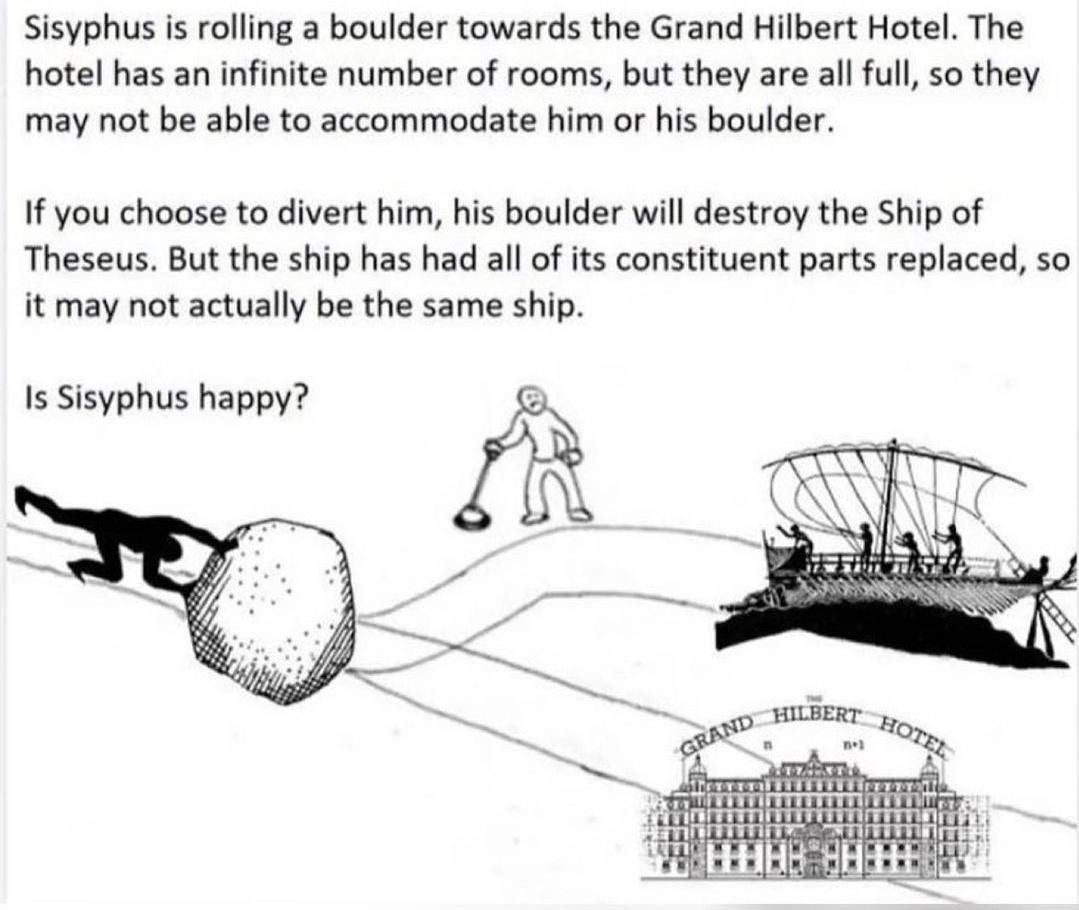 Sisyphus is rolling a boulder towards the Grand Hilbert Hotel. The
hotel has an infinite number of rooms, but they are all full, so they
may not be able to accommodate him or his boulder.
If you choose to divert him, his boulder will destroy the Ship of
Theseus. But the ship has had all of its constituent parts replaced, so
it may not actually be the same ship.
Is Sisyphus happy?
THE
GRAND HILBERT HOTEL
n n+1